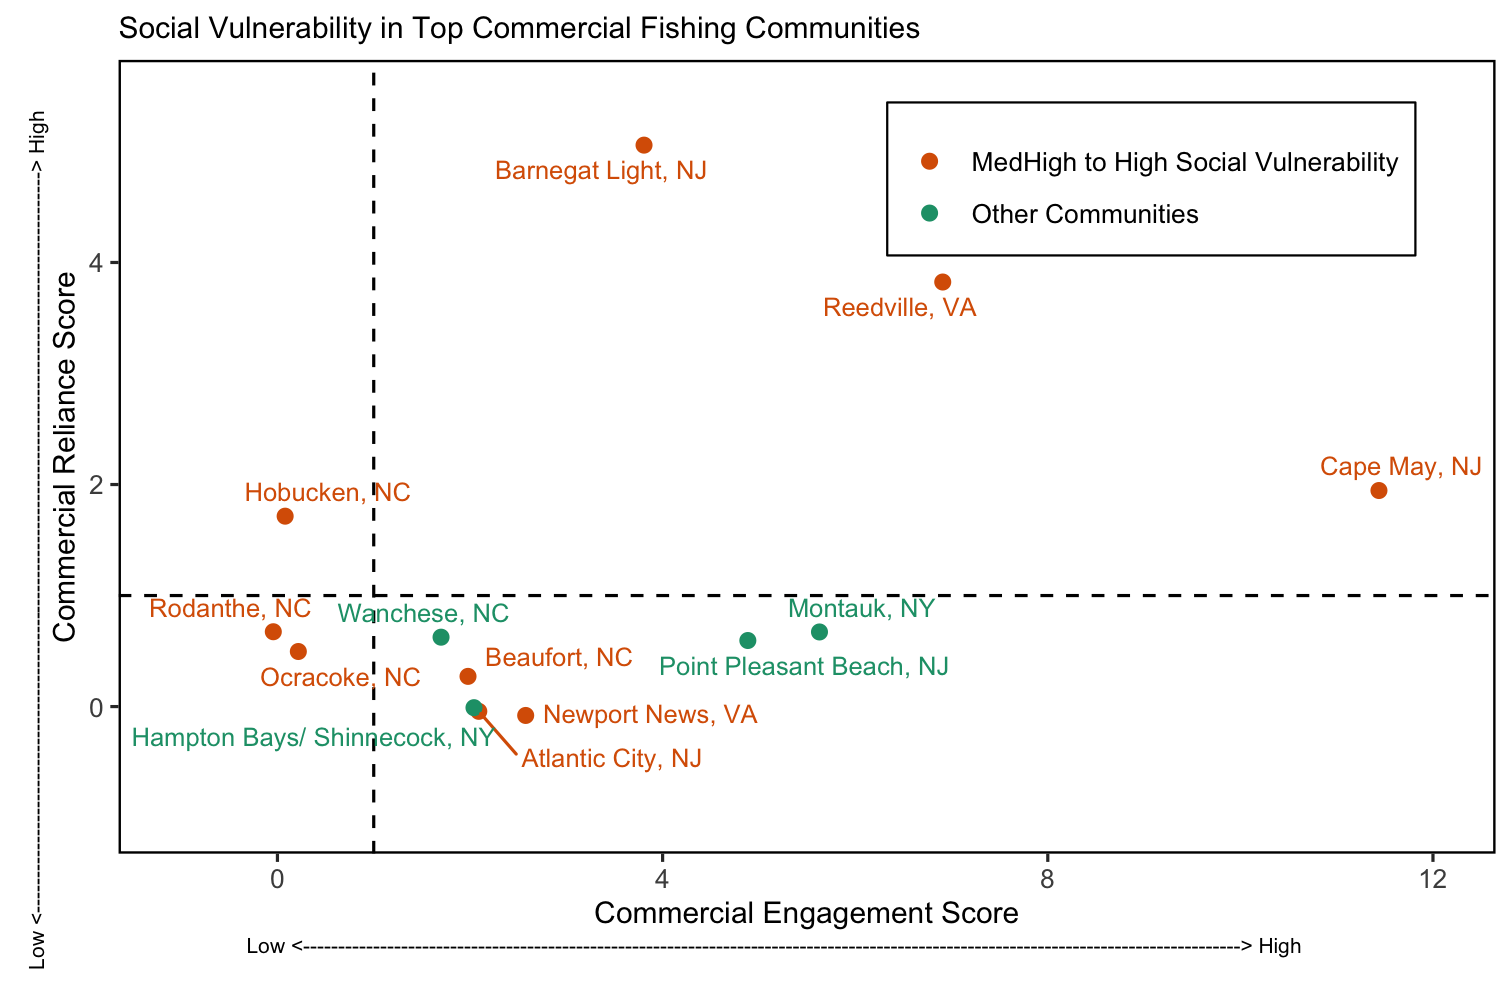 Social Vulnerability in Top Commercial Fishing Communities
MedHigh to High Social Vulnerability
Other Communities
Barnegat Light, NJ
Reedville, VA
Cape May, NJ
Hobucken, NC
Rodanthe, NC
Wanchese, NC
Montauk, NY
Beaufort, NC
Point Pleasant Beach, NJ
Ocracoke, NC
Newport News, VA
Hampton Bays/ Shinnecock, NY
Atlantic City, NJ
4
2
0
0
4
8
12
Commercial Reliance Score
Low <--------------------------------------------------------------------------------------------------> High
Commercial Engagement Score
Low <--------------------------------------------------------------------------------------------------------------------------------------> High